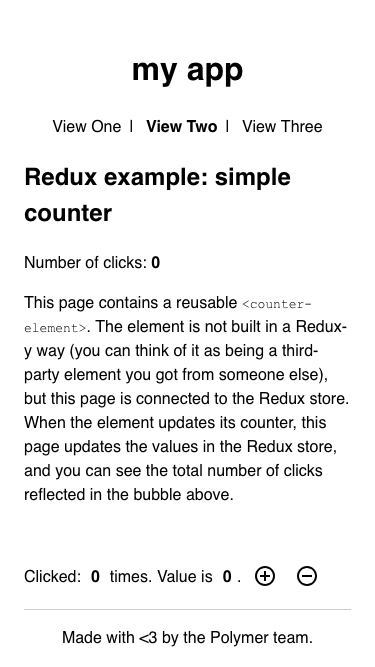 my app
View One | View Two | View Three
Redux example: simple
counter
Number of clicks: 0
This page contains a reusable <counter-
element>. The element is not built in a Redux-
y way (you can think of it as being a third-
party element you got from someone else),
but this page is connected to the Redux store.
When the element updates its counter, this
page updates the values in the Redux store,
and you can see the total number of clicks
reflected in the bubble above.
Clicked: 0 times. Value is 0 .
Made with <3 by the Polymer team.